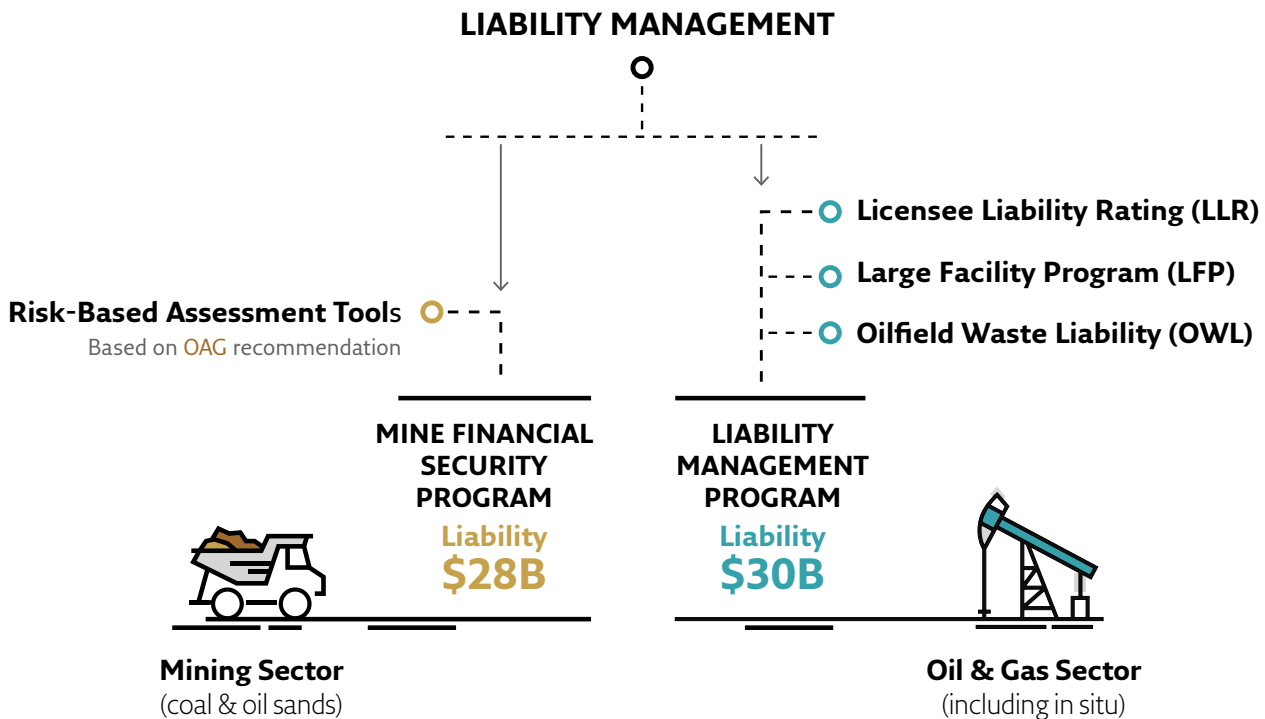 LIABILITY MANAGEMENT
Licensee Liability Rating (LLR)
Large Facility Program (LFP)
Oilfield Waste Liability (OWL)
Risk-Based Assessment Tools
Based on OAG recommendation
MINE FINANCIAL
SECURITY
PROGRAM
Liability
$28B
LIABILITY
MANAGEMENT
PROGRAM
Liability
$30B
Mining Sector
(coal & oil sands)
Oil & Gas Sector
(including in situ)